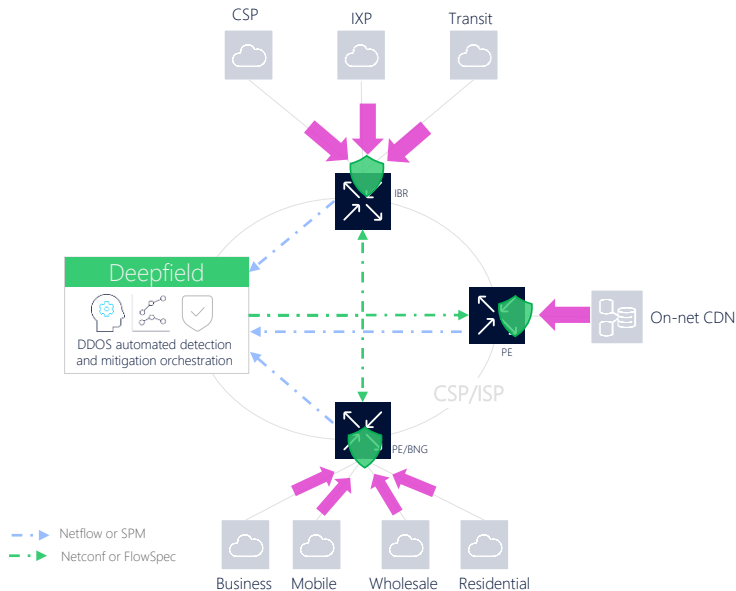 CSP
IXP
Transit
IBR
Deepfield
DDOS automated detection
and mitigation orchestration
PE
On-net CDN
CSP/ISP
PE/BNG
Netflow or SPM
Netconf or FlowSpec
Business
Mobile
Wholesale
Residential